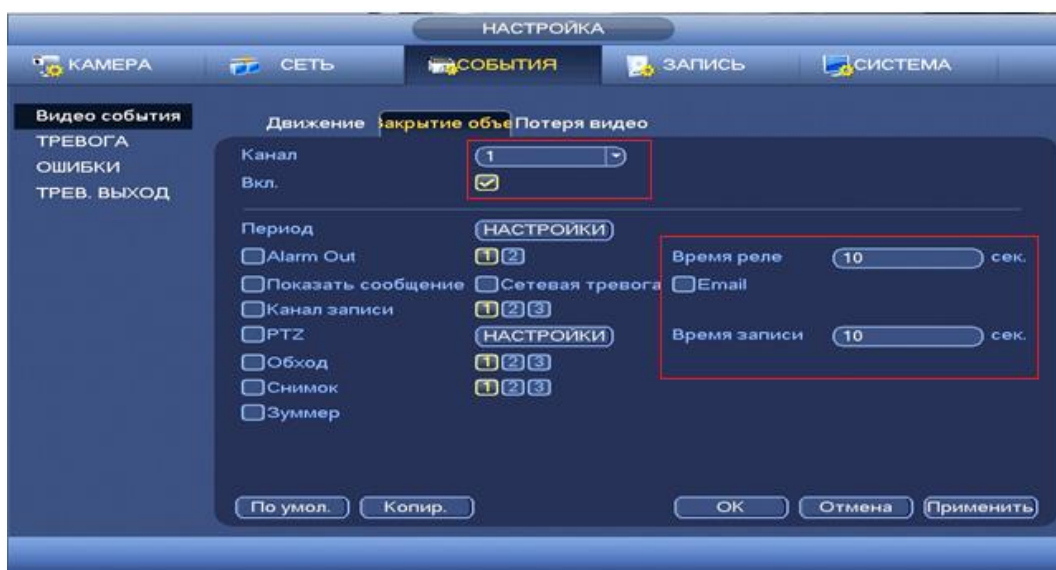 НАСТРОЙКА
КАМЕРА СЕТЬ СОБЫТИЯ ЗАПИСЬ СИСТЕМА
Видео события
ТРЕВОГА
ОШИБКИ
ТРЕВ. ВЫХОД
Движение Закрытие объе Потеря видео
Канал 1
Вкл.
Период НАСТРОЙКИ
Alarm Out 1 2 Время реле 10 сек.
Показать сообщение Сетевая тревога Email
Канал записи 1 2 3
PTZ НАСТРОЙКИ Время записи 10 сек.
Обход 1 2 3
Снимок 1 2 3
Зуммер
По умол. Копир. OK Отмена Применить